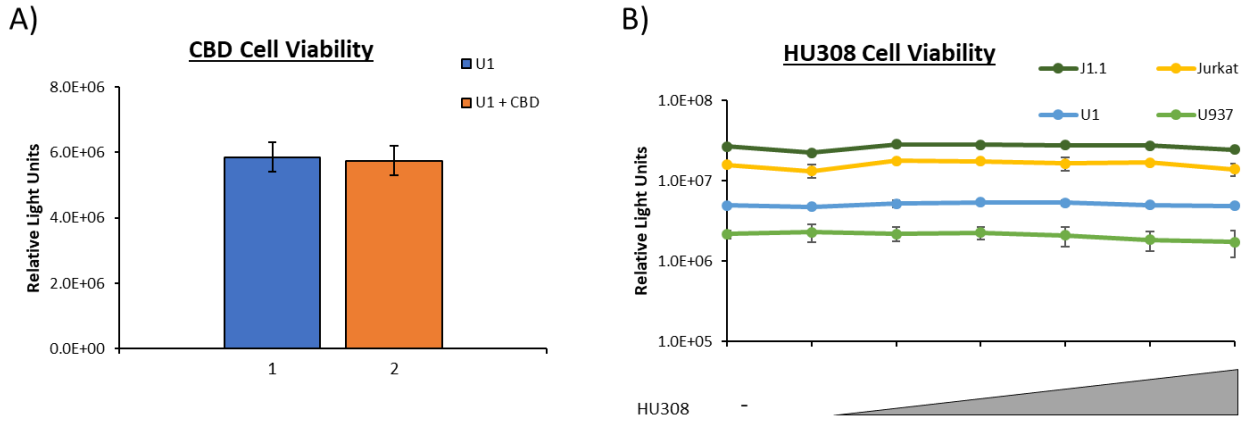 A)
CBD Cell Viability
U1
U1 + CBD
8.0E+06
6.0E+06
4.0E+06
2.0E+06
0.0E+00
Relative Light Units
1
2
B)
HU308 Cell Viability
J1.1
Jurkat
U1
U937
1.0E+08
1.0E+07
1.0E+06
1.0E+05
Relative Light Units
HU308 -